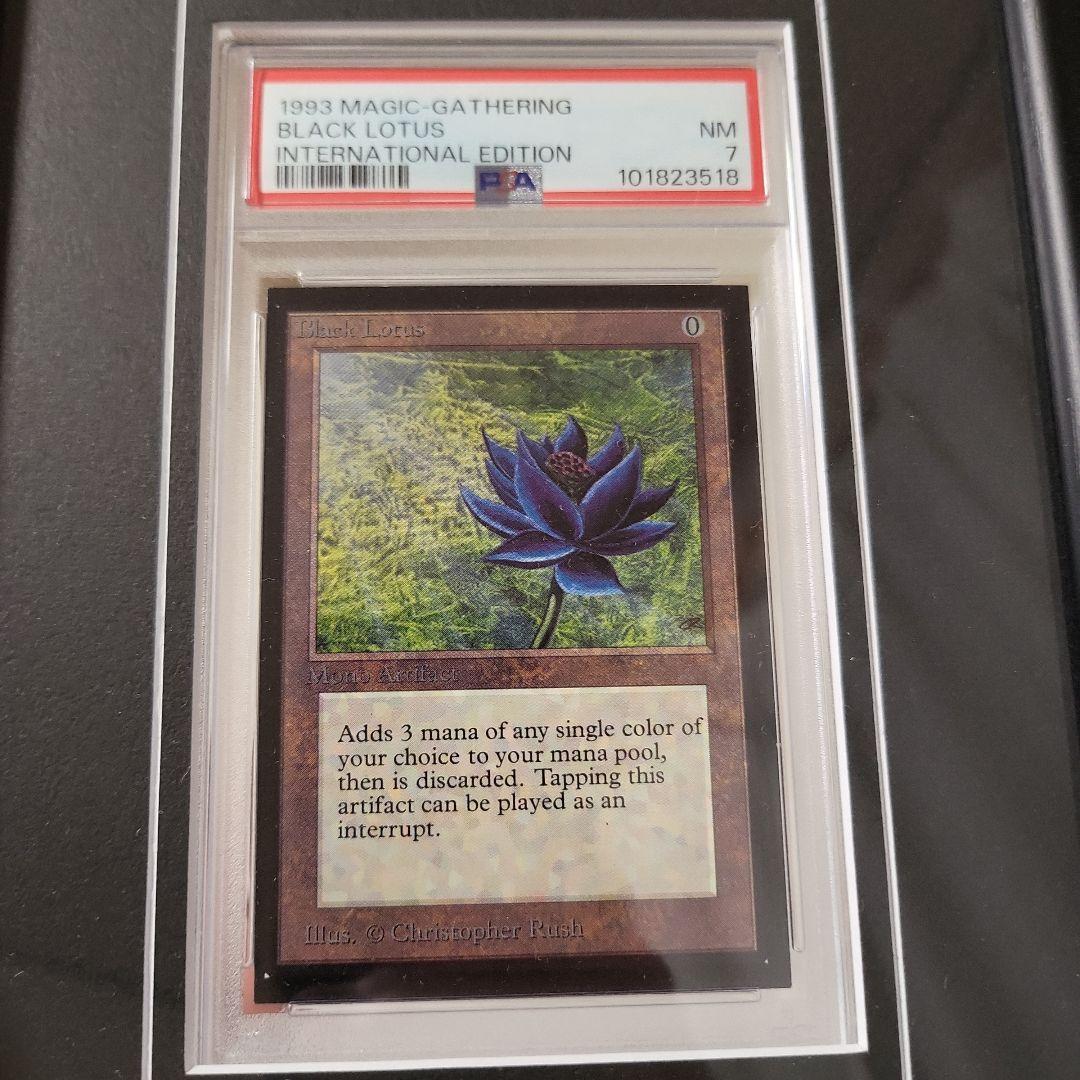 1993 MAGIC-GATHERING
BLACK LOTUS NM
INTERNATIONAL EDITION 7
PSA 101823518
Black Lotus 0
CR
Mono Artifact
Adds 3 mana of any single color of
your choice to your mana pool,
then is discarded. Tapping this
artifact can be played as an
interrupt.
Illus. © Christopher Rush